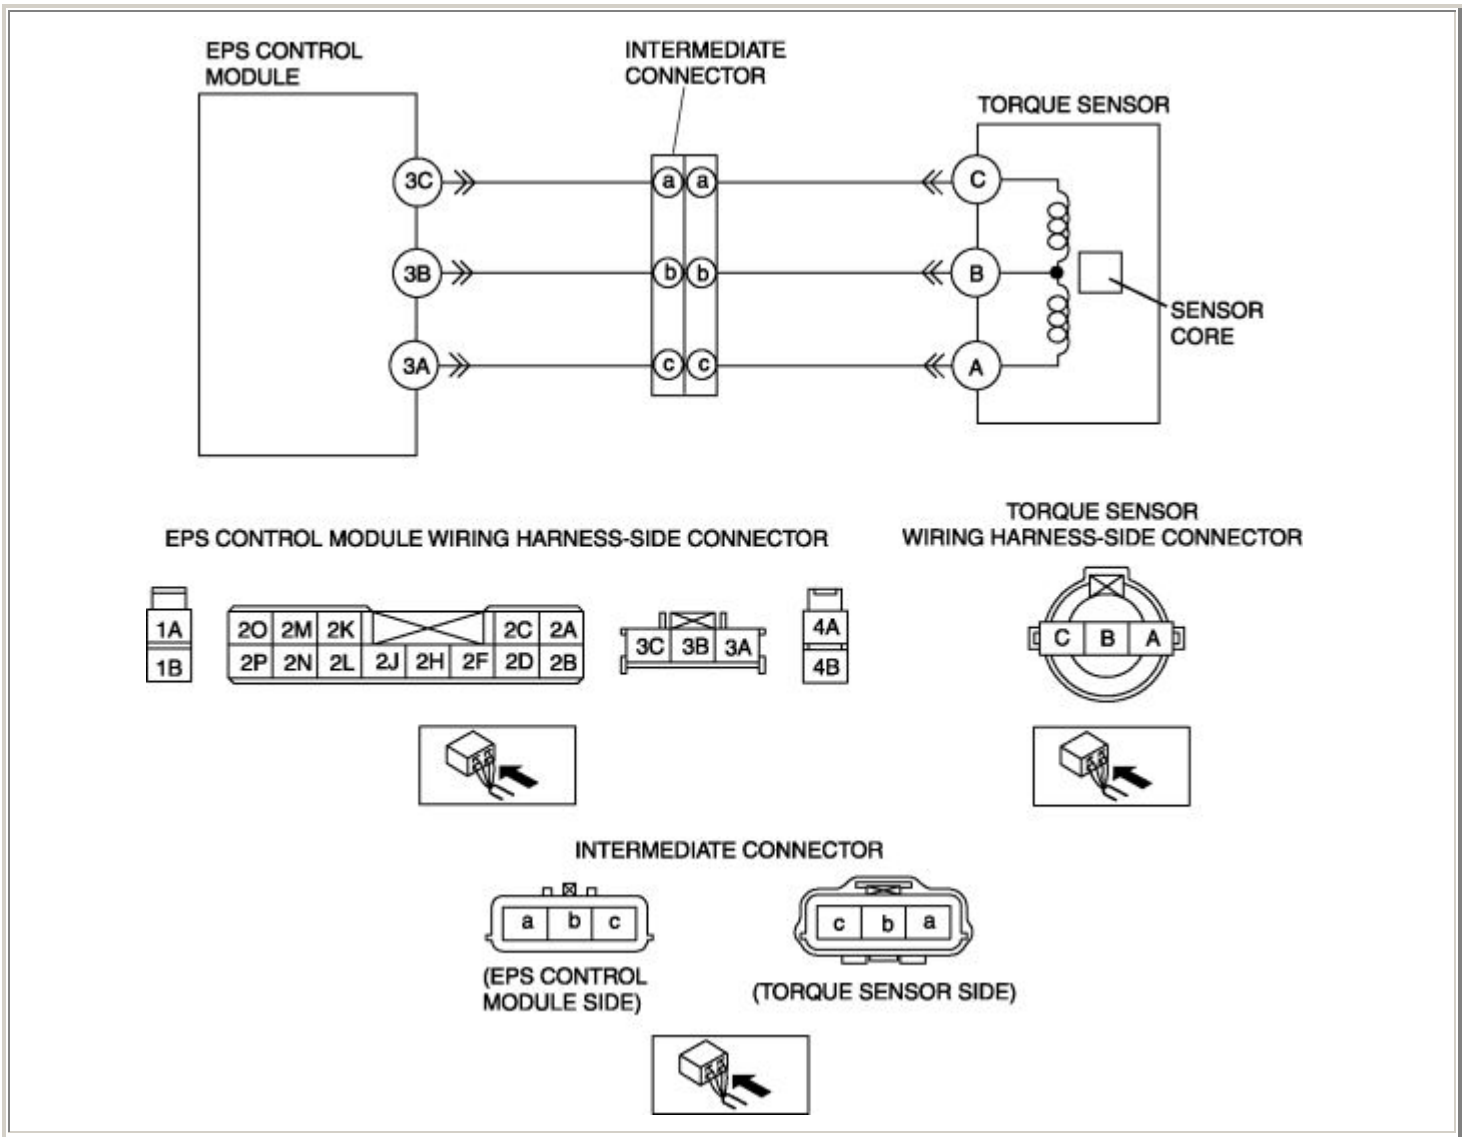 EPS CONTROL
MODULE
INTERMEDIATE
CONNECTOR
TORQUE SENSOR
3C
a
a
C
3B
b
b
B
SENSOR
CORE
3A
c
c
A
EPS CONTROL MODULE WIRING HARNESS-SIDE CONNECTOR
TORQUE SENSOR
WIRING HARNESS-SIDE CONNECTOR
1A
1B
2O 2M 2K 2C 2A
2P 2N 2L 2J 2H 2F 2D 2B
3C 3B 3A
4A
4B
C B A
INTERMEDIATE CONNECTOR
a b c
(EPS CONTROL
MODULE SIDE)
c b a
(TORQUE SENSOR SIDE)